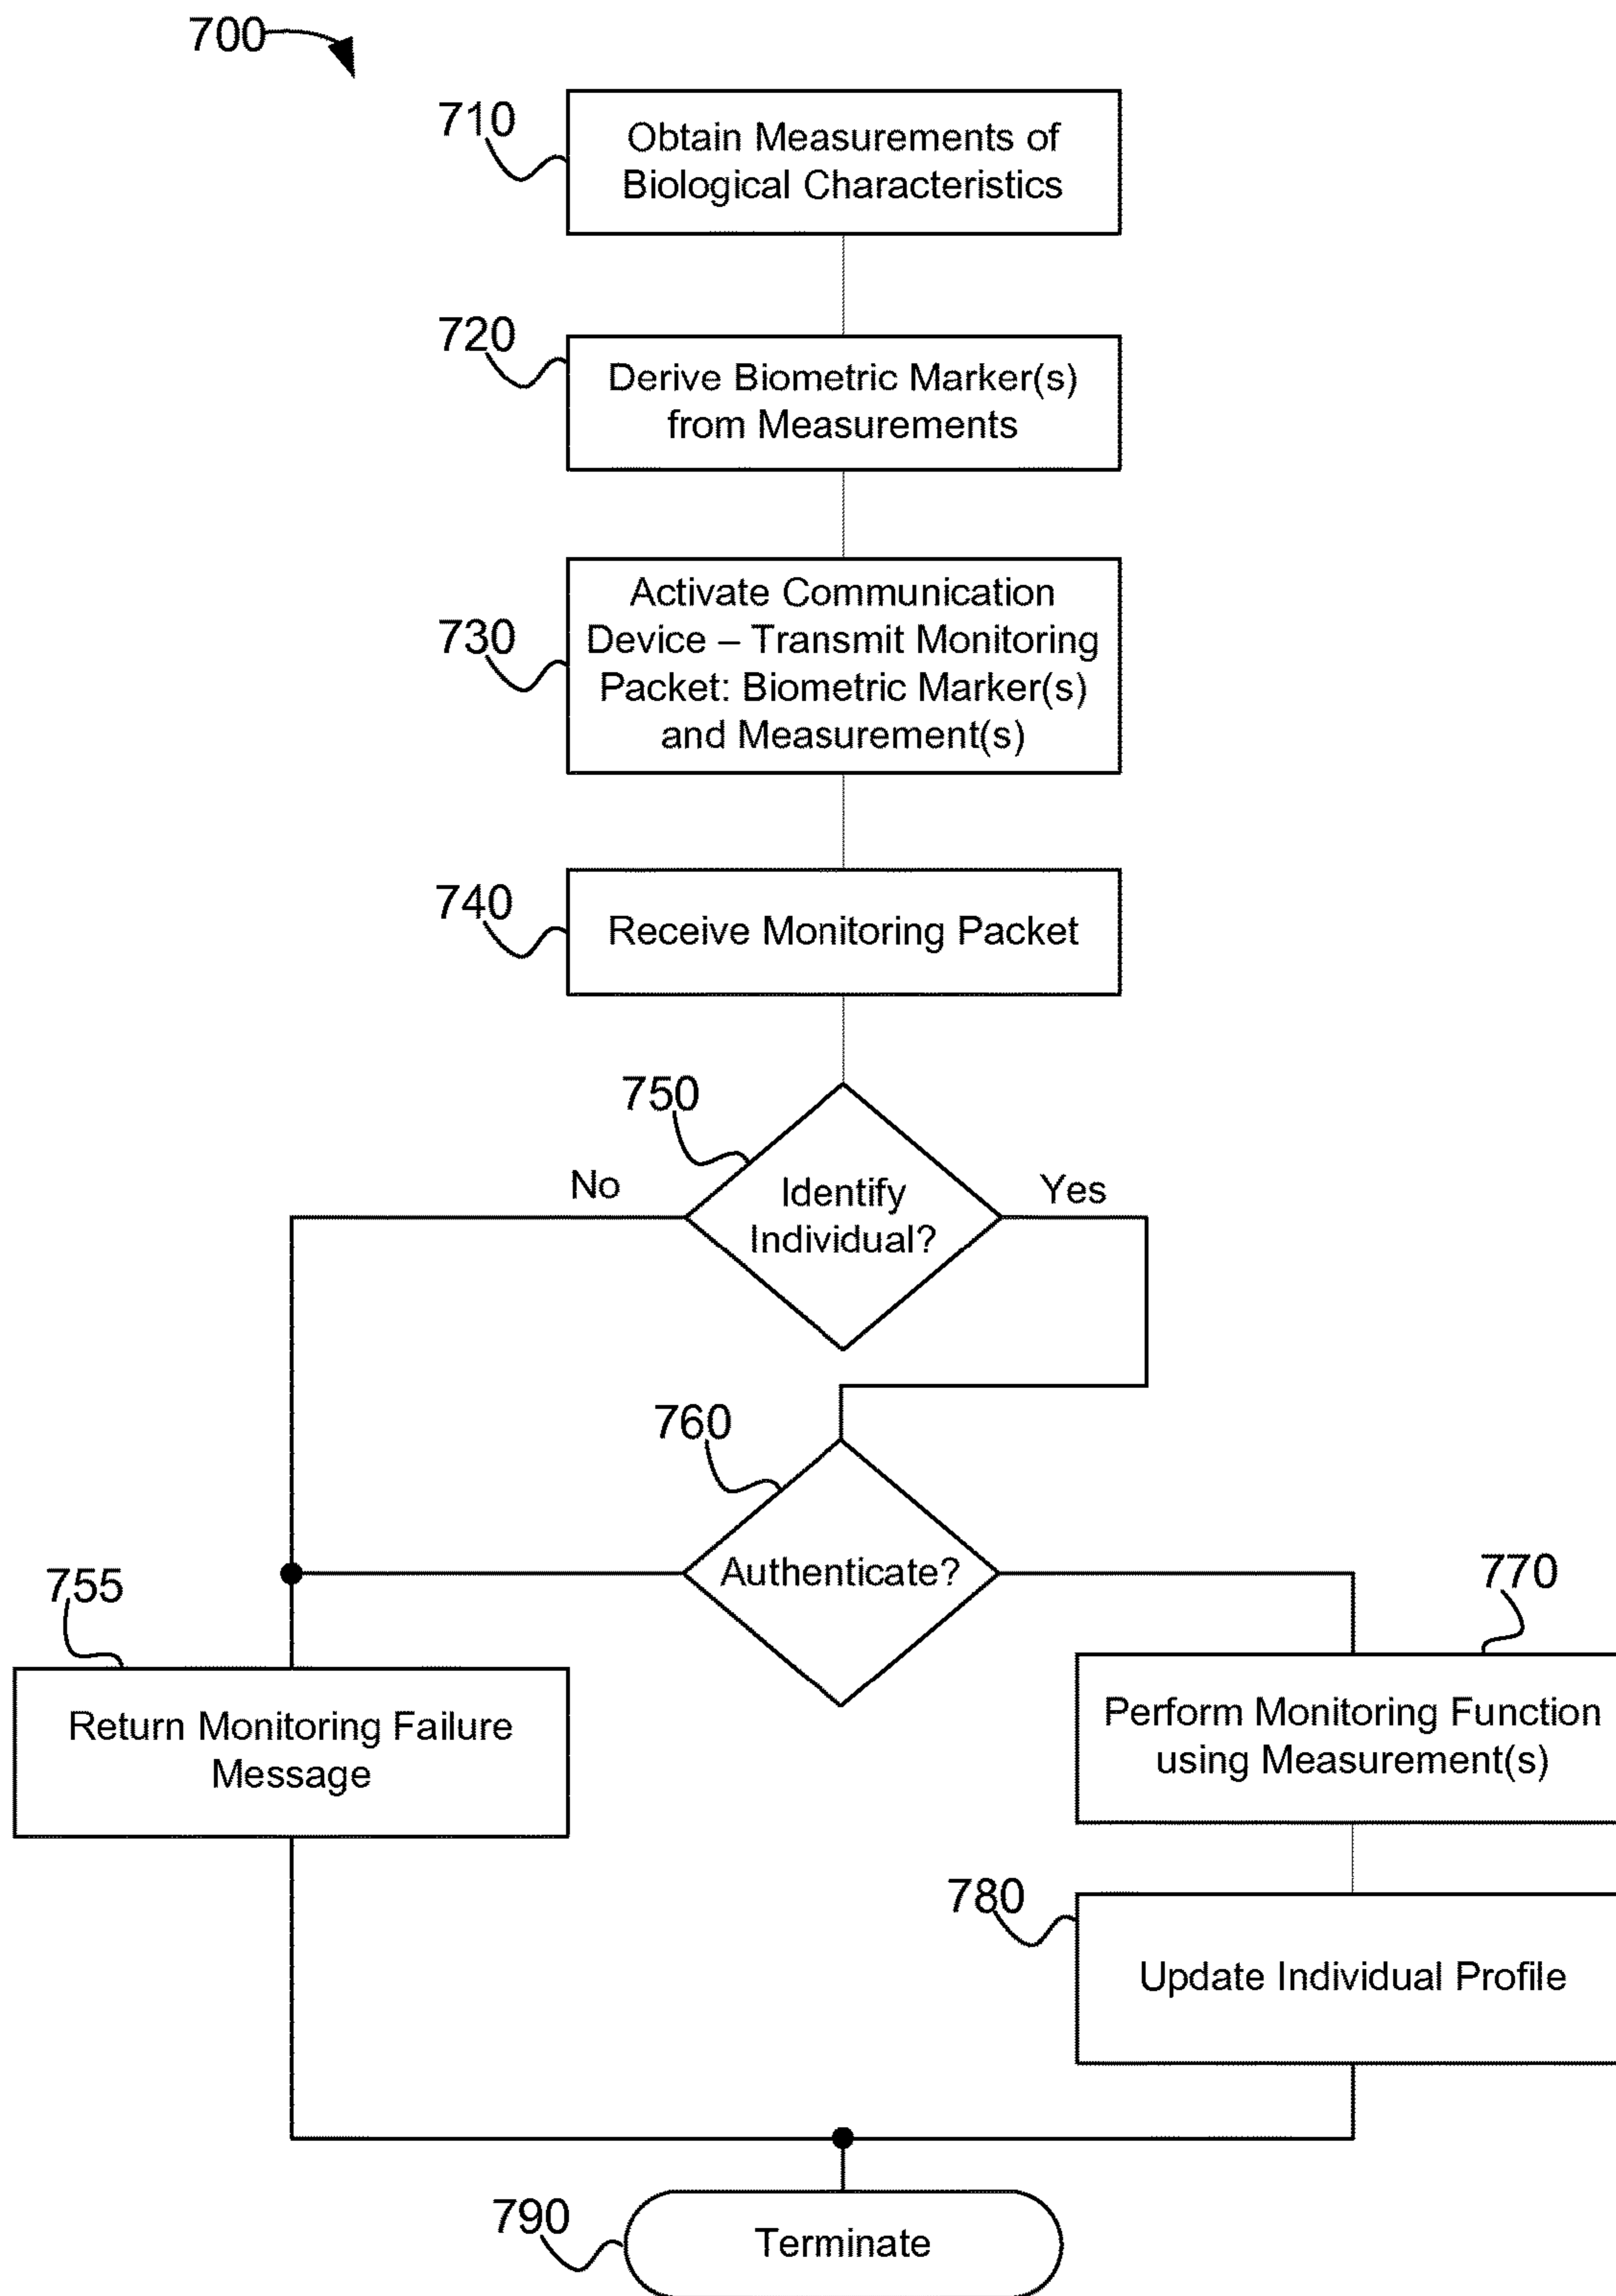 700
710
Obtain Measurements of
Biological Characteristics
720
Derive Biometric Marker(s)
from Measurements
730
Activate Communication
Device – Transmit Monitoring
Packet: Biometric Marker(s)
and Measurement(s)
740
Receive Monitoring Packet
750
No
Yes
Identify
Individual?
760
Authenticate?
755
Return Monitoring Failure
Message
770
Perform Monitoring Function
using Measurement(s)
780
Update Individual Profile
790
Terminate